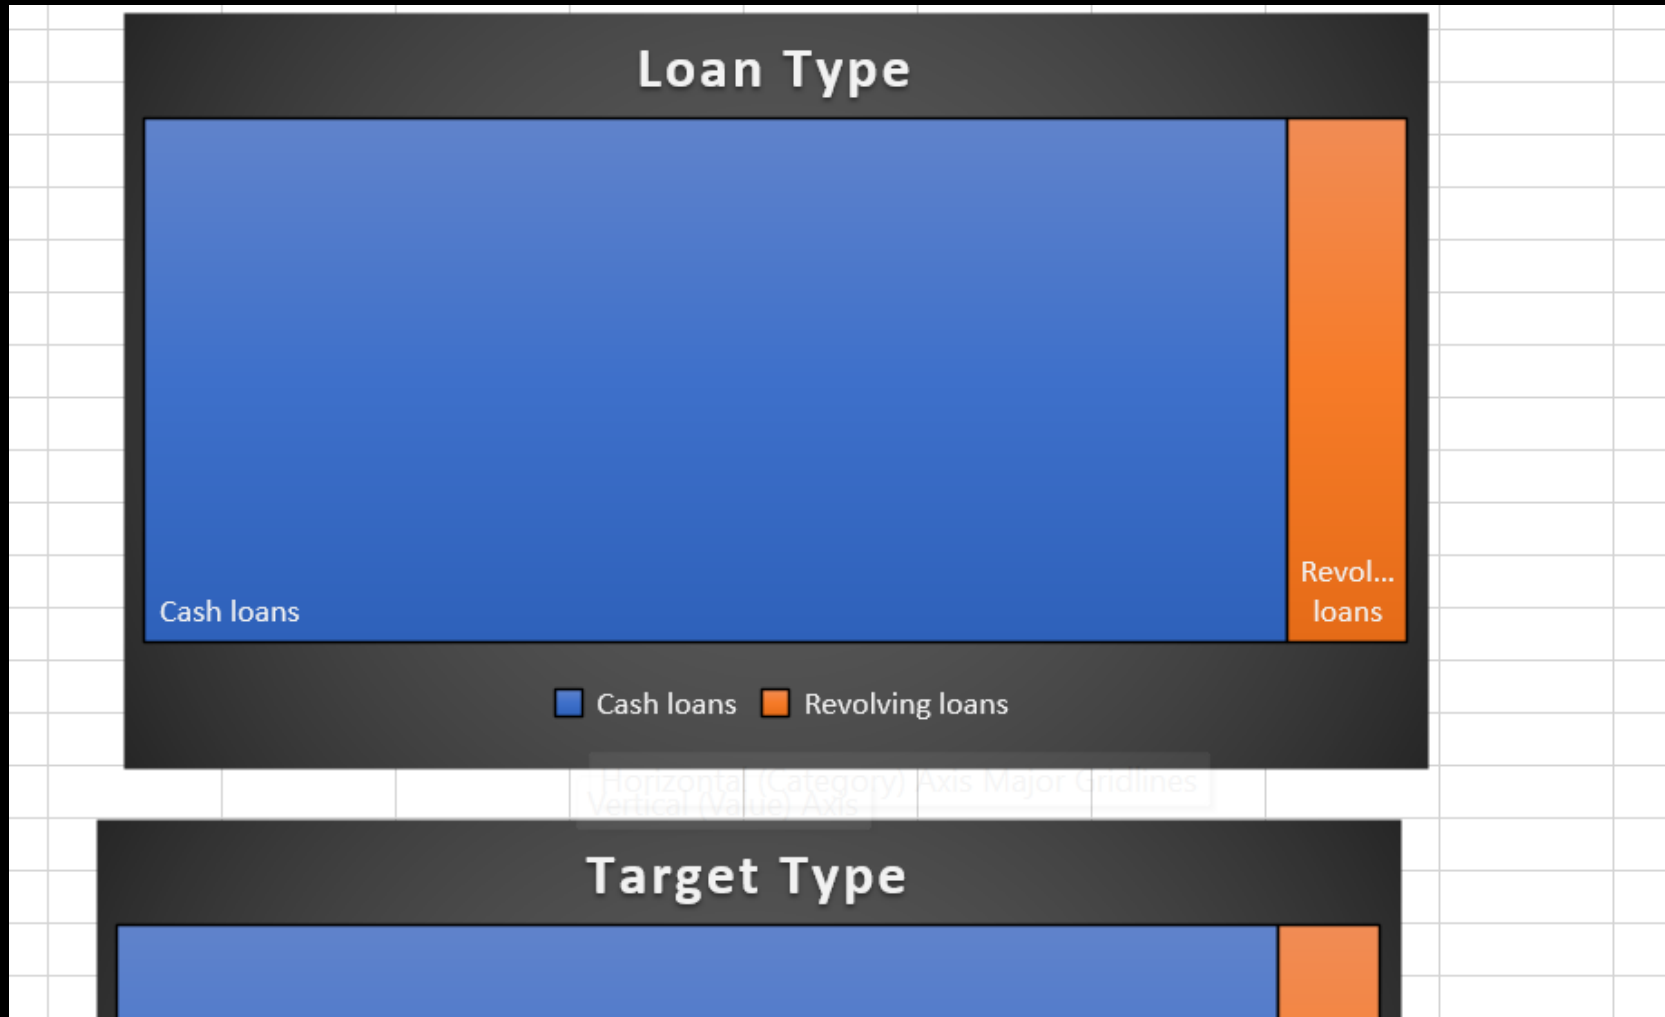 Loan Type
Cash loans
Revol...
loans
Cash loans
Revolving loans
Horizontal (Category) Axis Major Gridlines
Vertical (Value) Axis
Target Type